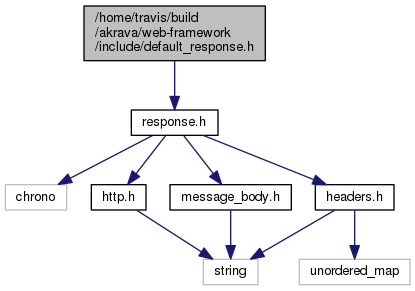 /home/travis/build
/akrava/web-framework
/include/default_response.h
response.h
chrono
http.h
message_body.h
headers.h
string
unordered_map